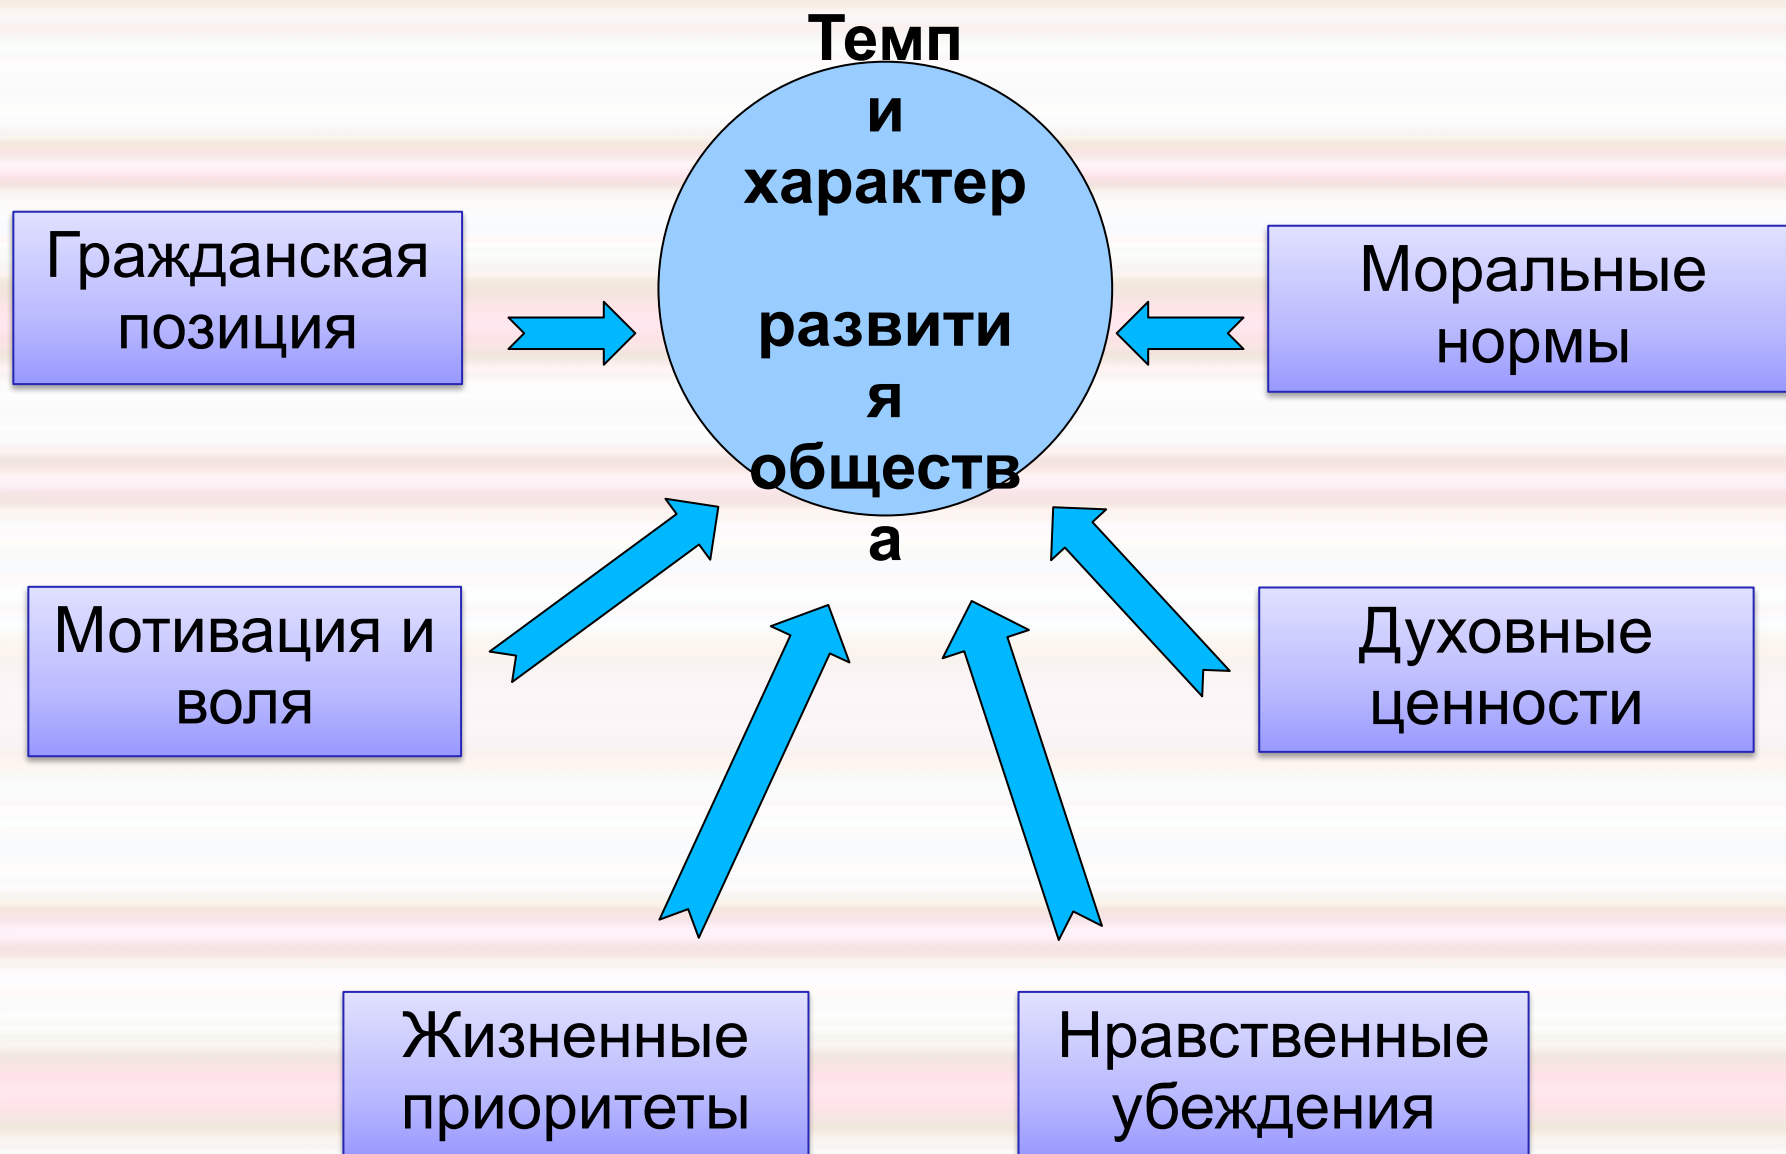 Темп
и
характер
развити
я
обществ
а
Гражданская
позиция
Моральные
нормы
Мотивация и
воля
Духовные
ценности
Жизненные
приоритеты
Нравственные
убеждения